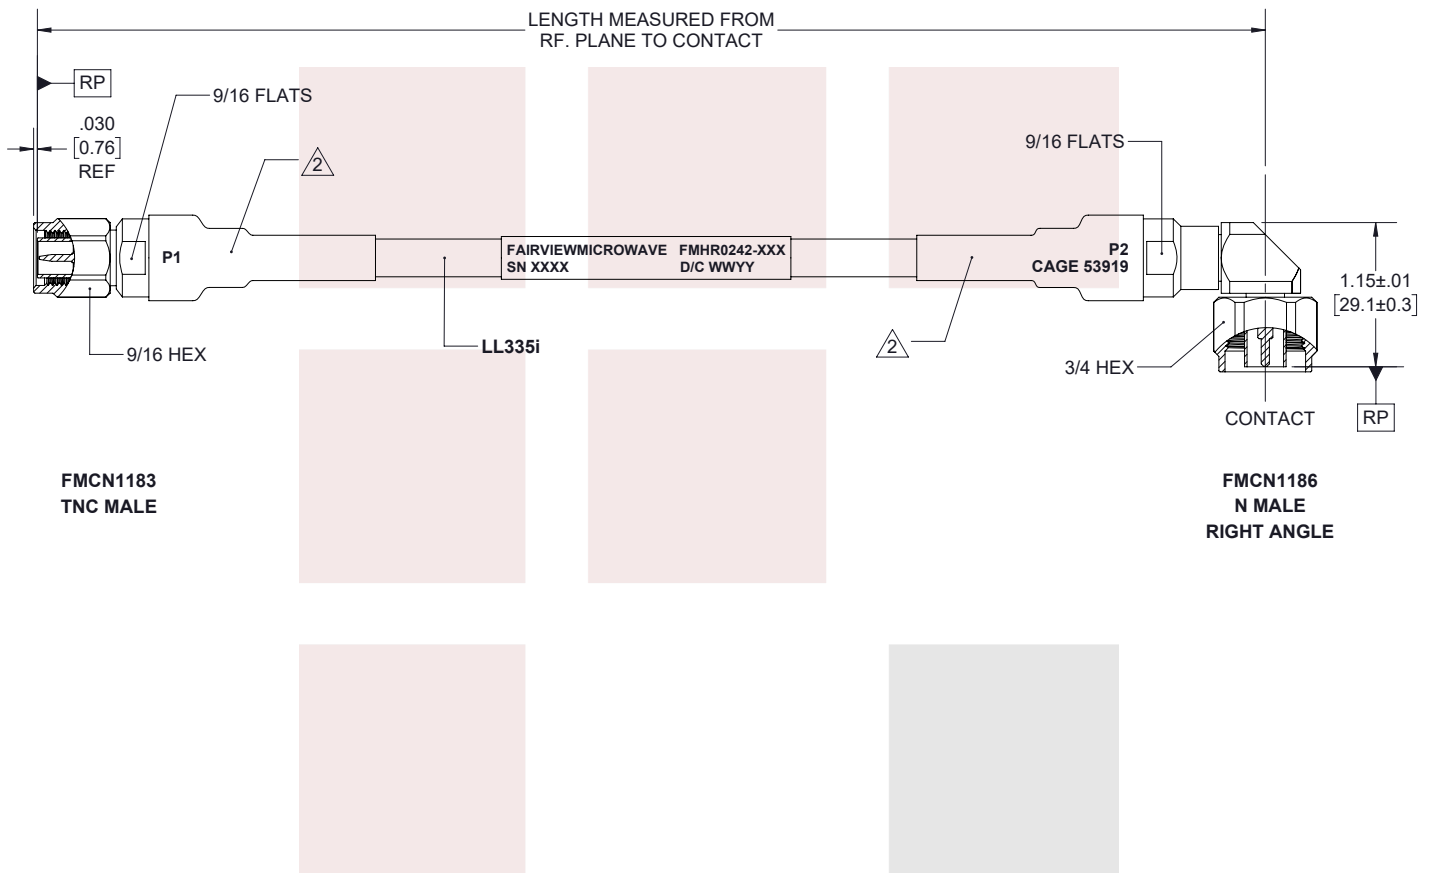 LENGTH MEASURED FROM
RF. PLANE TO CONTACT
RP
9/16 FLATS
.030
[0.76]
REF
2
9/16 FLATS
P1
FAIRVIEWMICROWAVE FMHR0242-XXX
SN XXXX D/C WWYY
P2
CAGE 53919
1.15±.01
[29.1±0.3]
9/16 HEX
LL335i
2
3/4 HEX
CONTACT
RP
FMCN1183
TNC MALE
FMCN1186
N MALE
RIGHT ANGLE